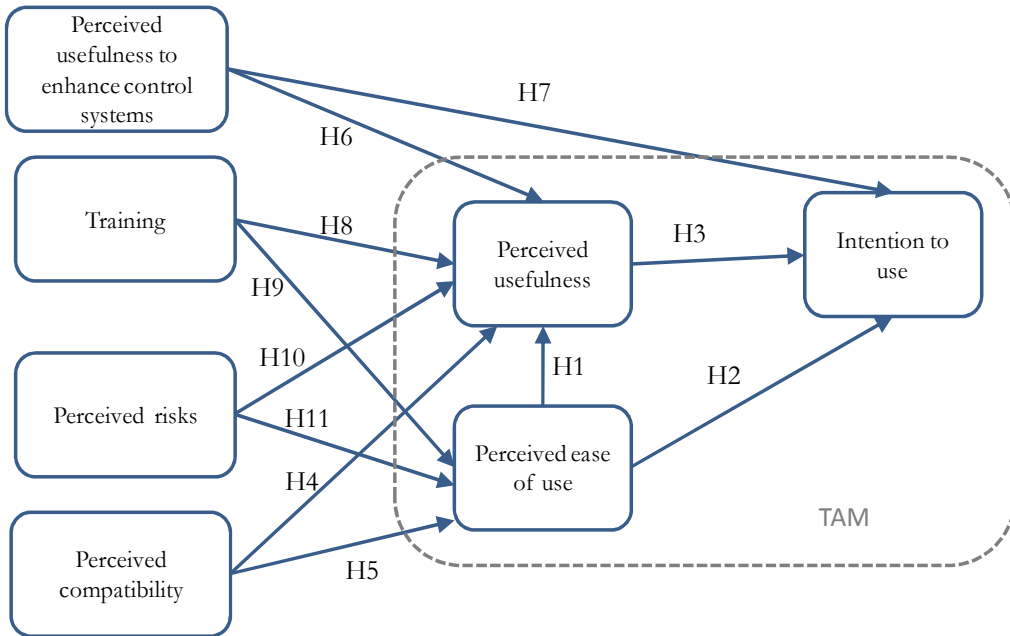 Perceived
usefulness to
enhance control
systems
H7
H6
Training
H8
Perceived
usefulness
H3
Intention to
use
H9
H10
H1
H2
Perceived risks
H11
Perceived ease
of use
H4
TAM
Perceived
compatibility
H5